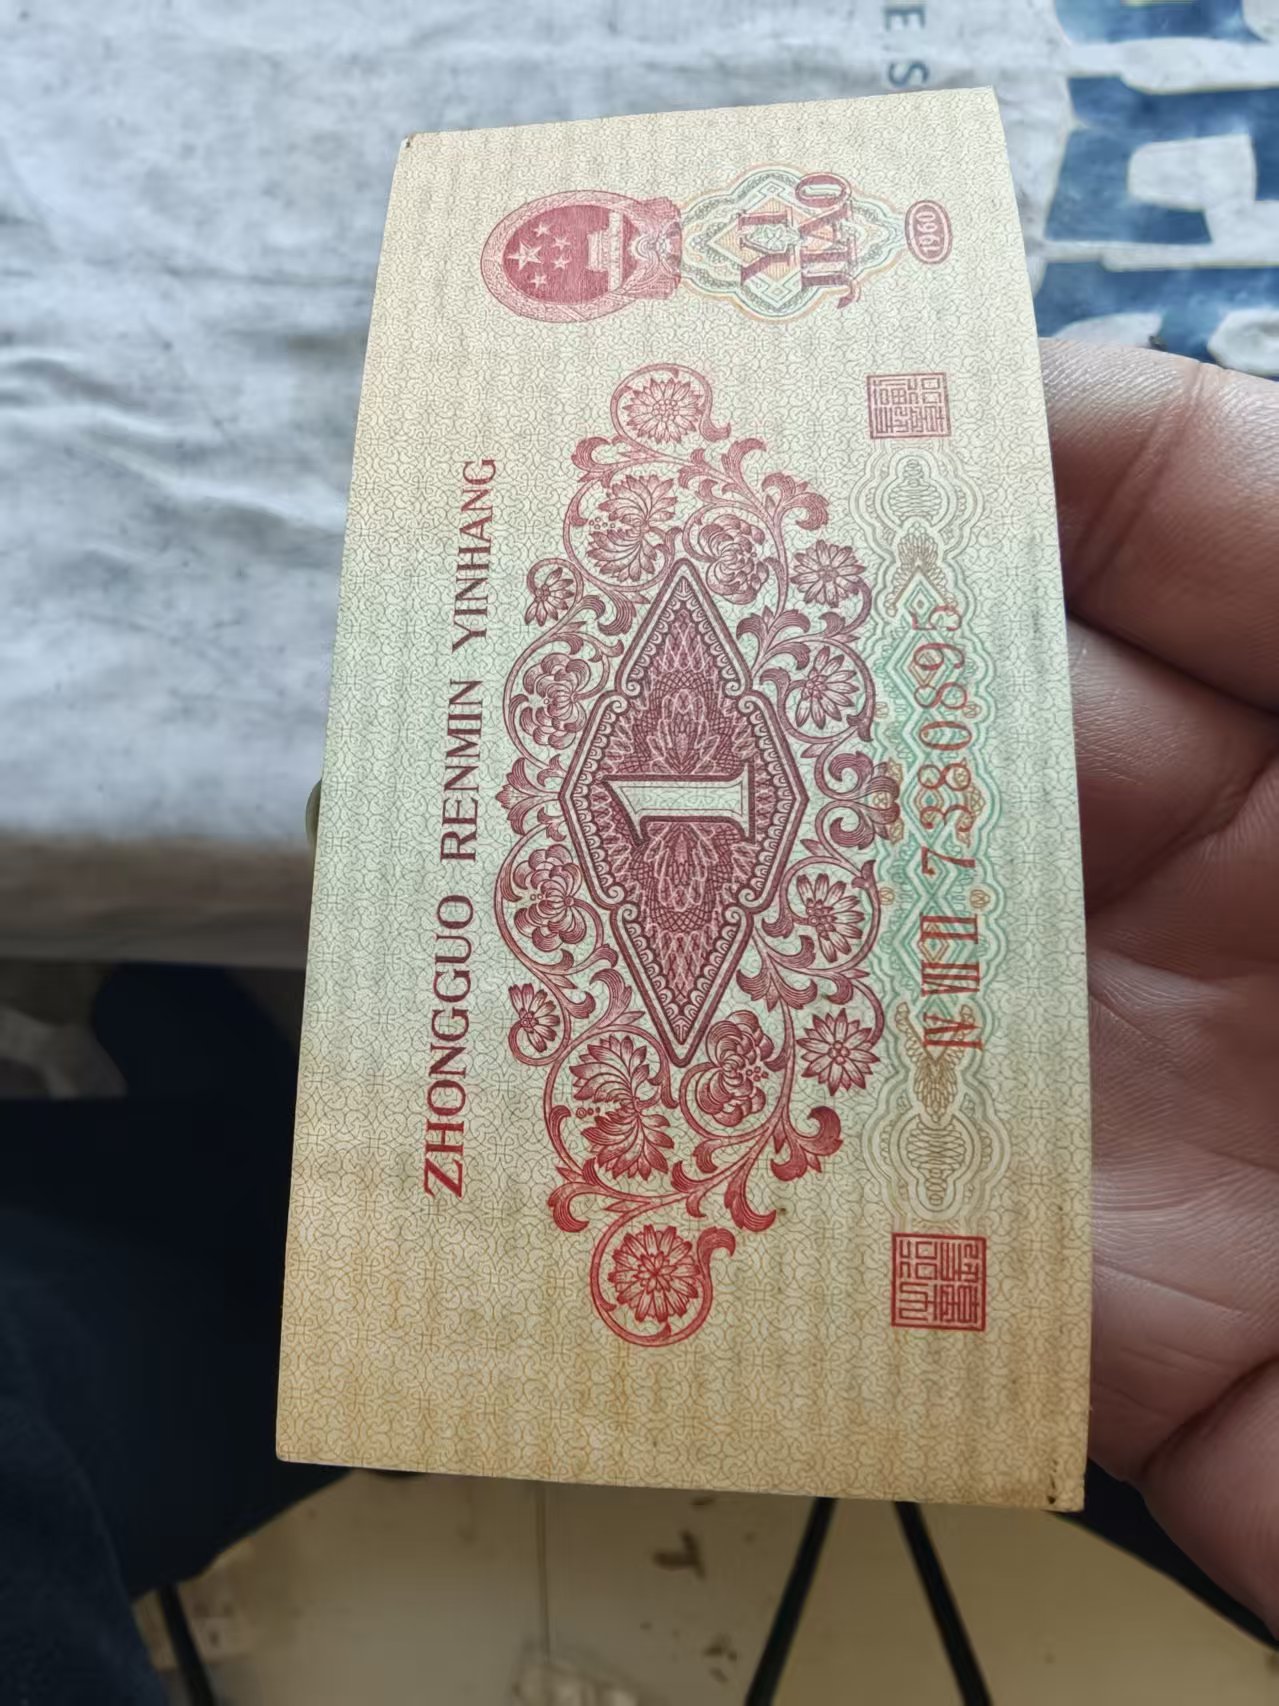 ZHONGGUO RENMIN YINHANG
YI
JIAO
1960
1
IV VIII II 7380895
E.S